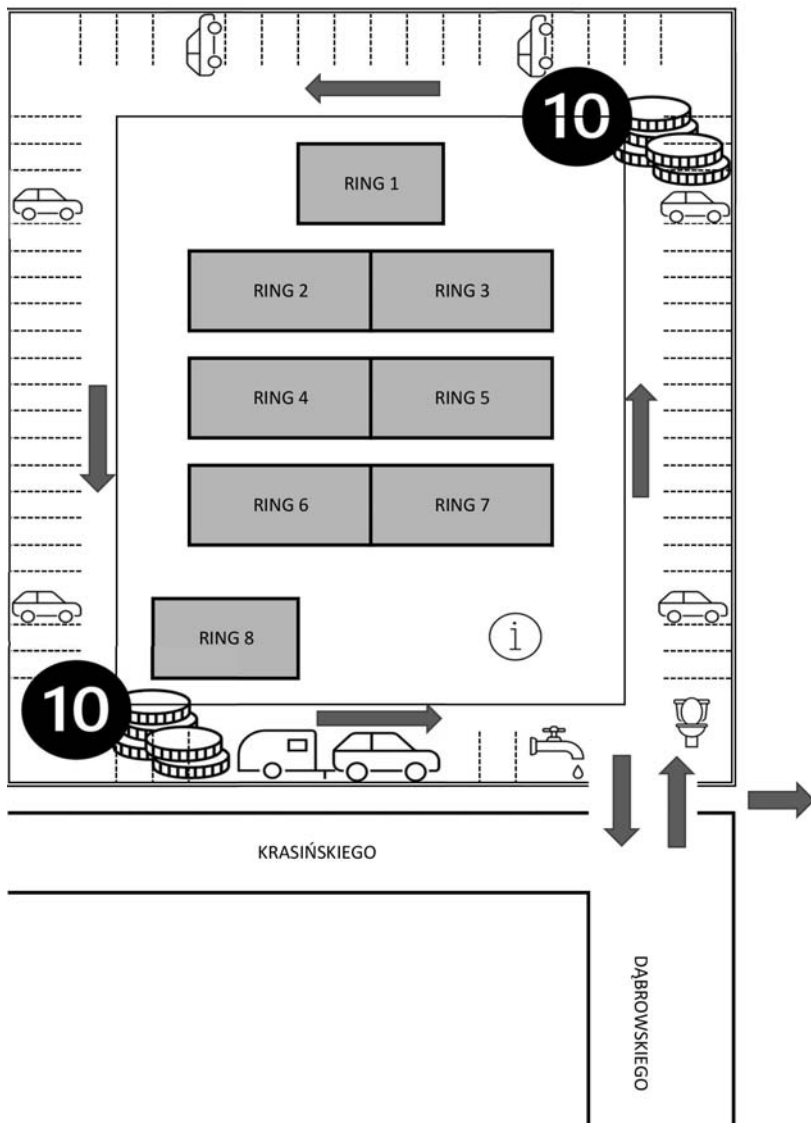 10
RING 1
RING 2
RING 3
RING 4
RING 5
RING 6
RING 7
RING 8
i
10
KRASIŃSKIEGO
DĄBROWSKIEGO